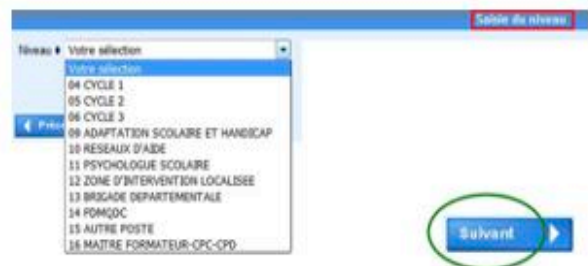 Saisie du niveau
Niveau Votre sélection
Votre sélection
04 CYCLE 1
05 CYCLE 2
06 CYCLE 3
09 ADAPTATION SCOLAIRE ET HANDICAP
10 RESEAUX D'AIDE
11 PSYCHOLOGUE SCOLAIRE
12 ZONE D'INTERVENTION LOCALISEE
13 BRIGADE DEPARTEMENTALE
14 FDMQDC
15 AUTRE POSTE
16 MAITRE FORMATEUR-CPC-CPD
Suivant